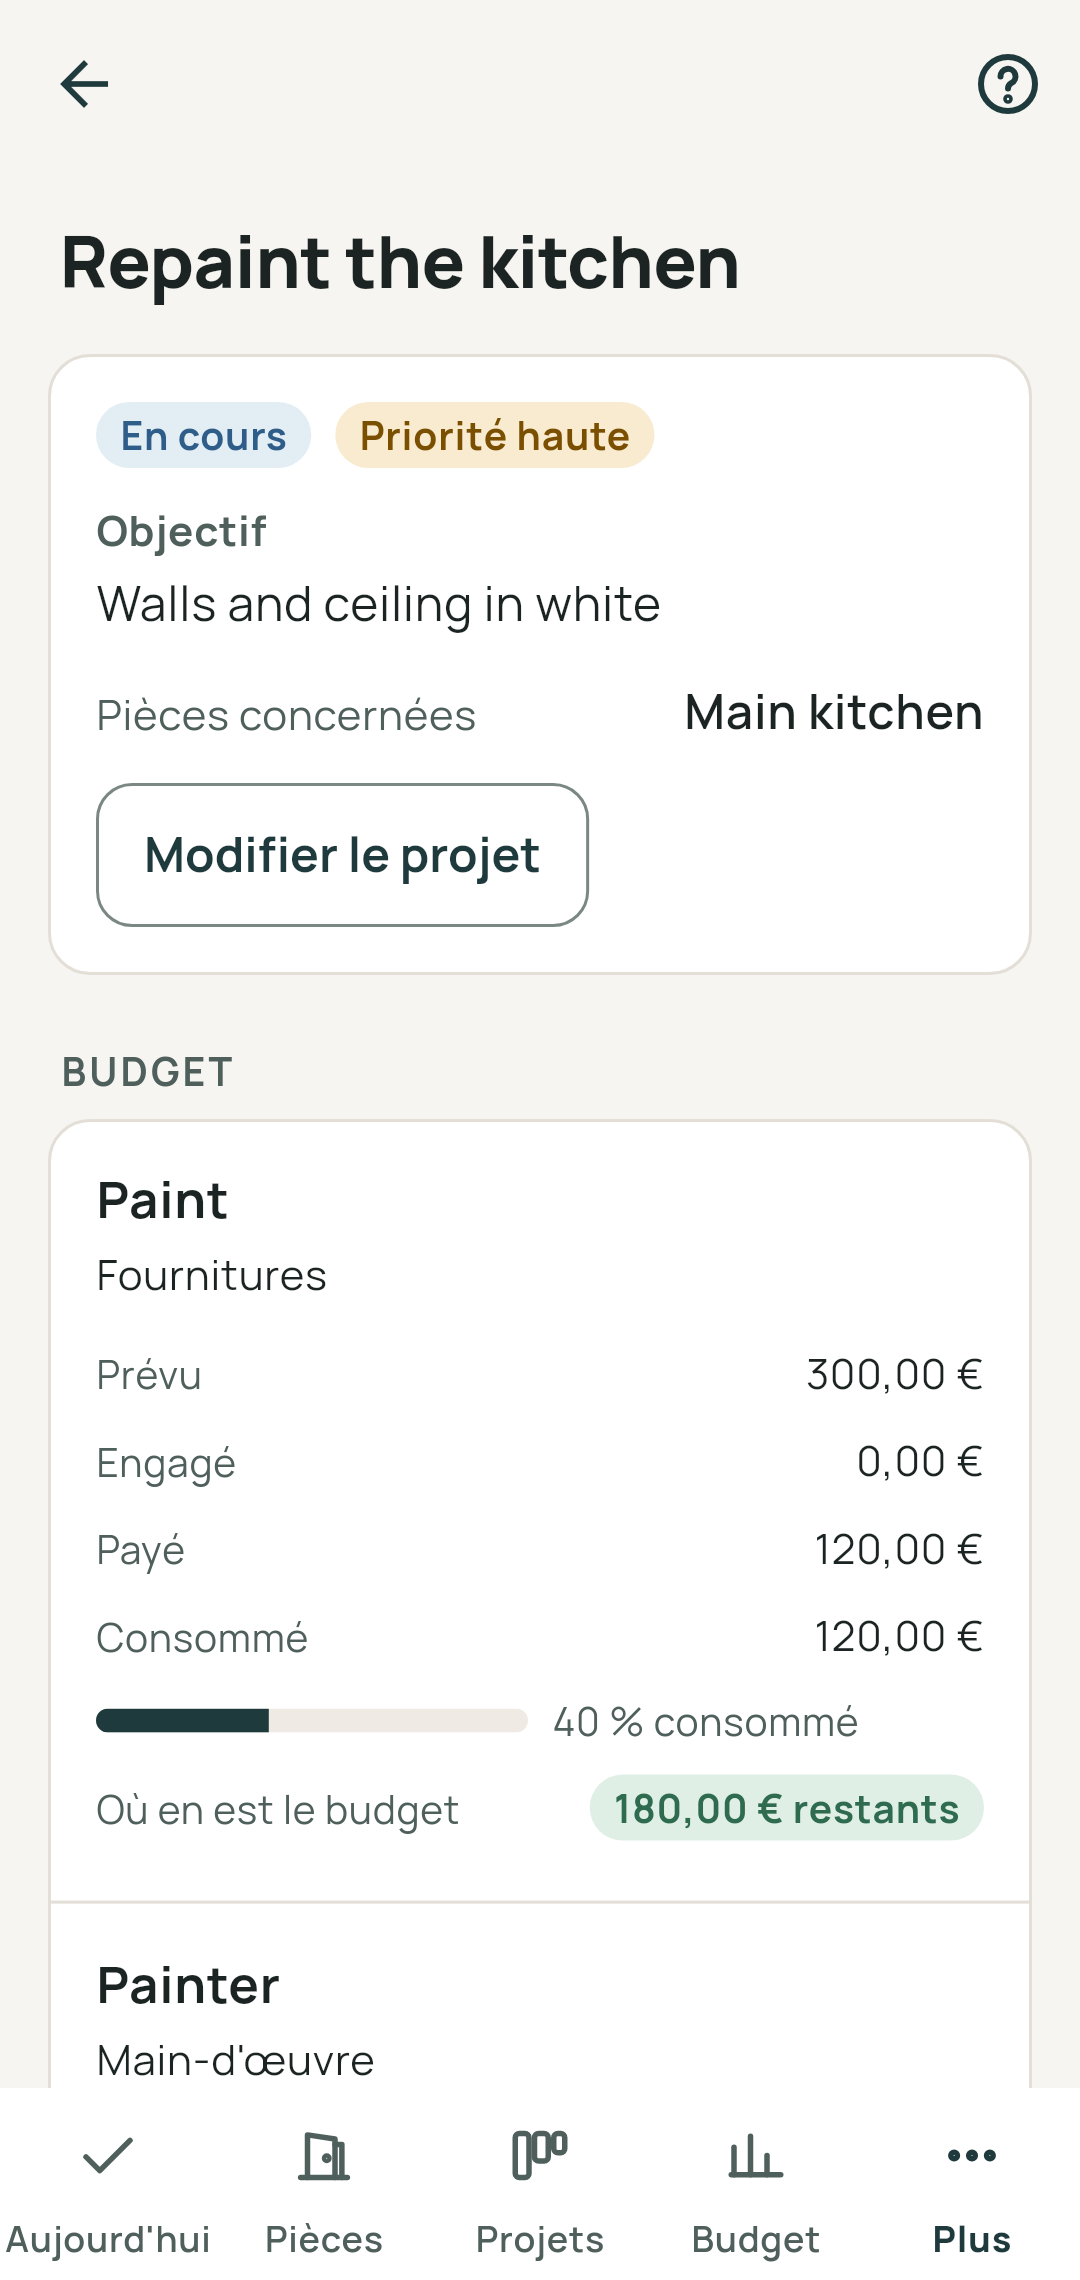 Repaint the kitchen
En cours
Priorité haute
Objectif
Walls and ceiling in white
Pièces concernées
Main kitchen
Modifier le projet
BUDGET
Paint
Fournitures
Prévu
300,00 €
Engagé
0,00 €
Payé
120,00 €
Consommé
120,00 €
40 % consommé
Où en est le budget
180,00 € restants
Painter
Main-d'œuvre
Aujourd'hui
Pièces
Projets
Budget
Plus